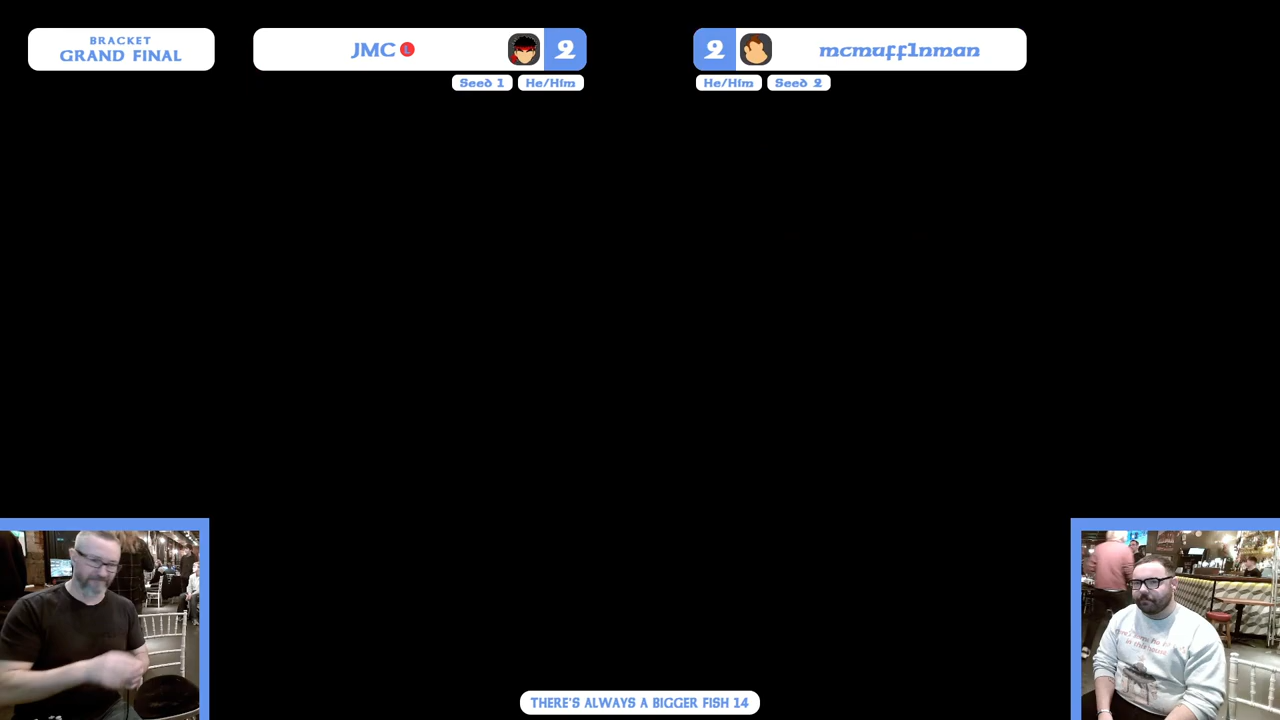 BRACKET
GRAND FINAL
JMC L
2
2
mcmuff1nman
Seed 1
He/Him
He/Him
Seed 2
THERE'S ALWAYS A BIGGER FISH 14